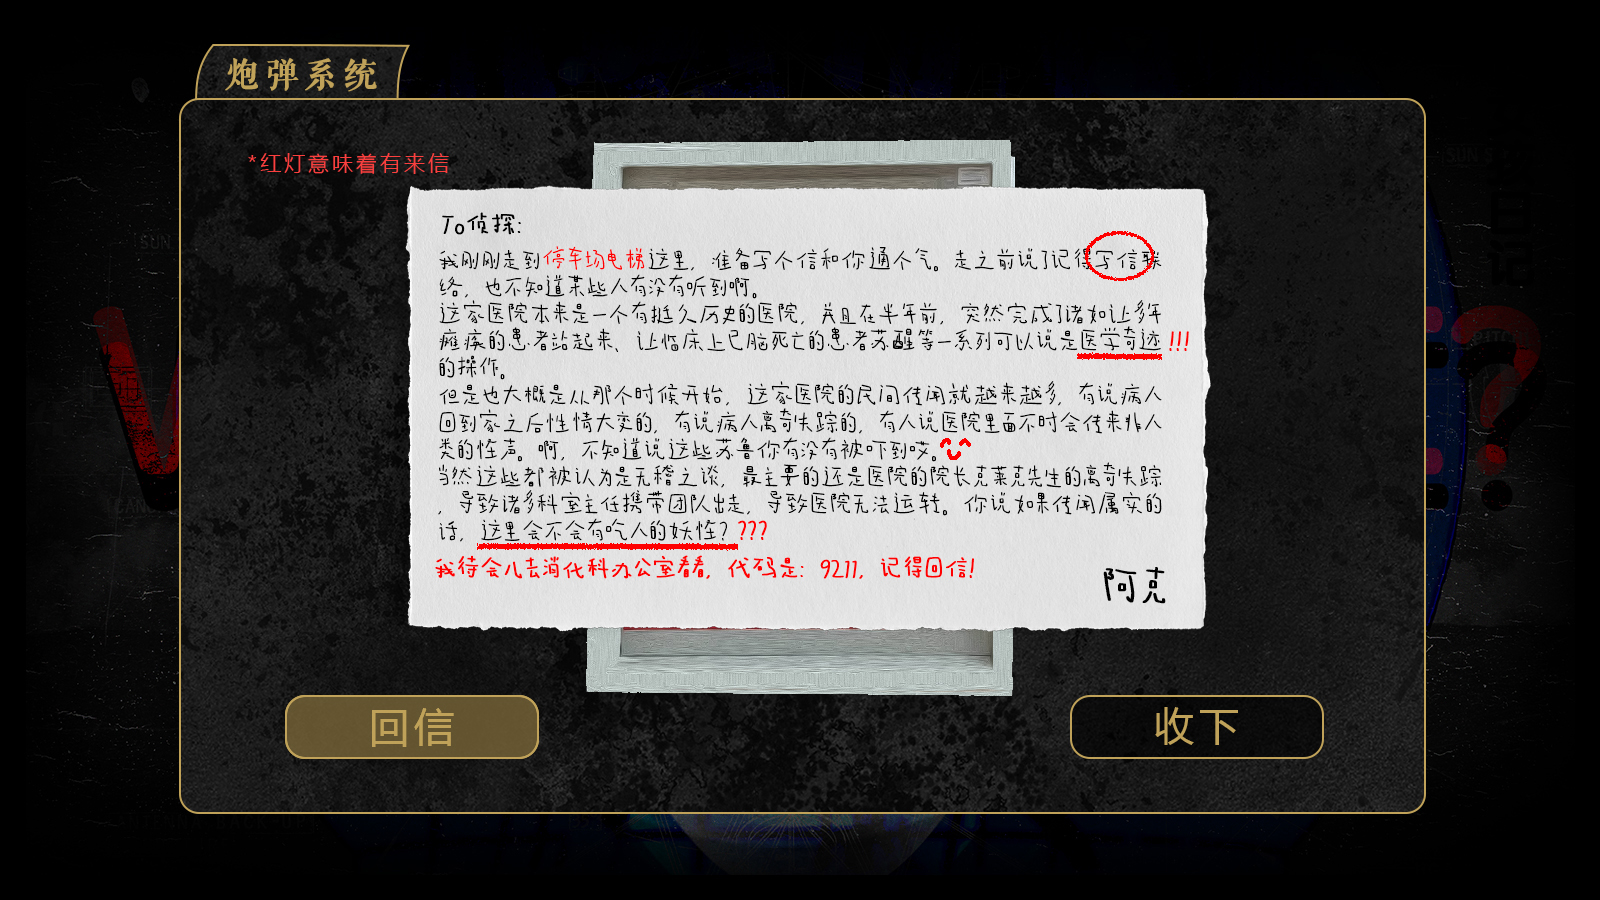 炮弹系统
*红灯意味着有来信
To侦探:
我刚刚走到停车场电梯这里，准备写个信和你通个气。走之前说了记得写信联
络，也不知道某些人有没有听到啊。
这家医院本来是一个有挺久历史的医院，并且在半年前，突然完成了诸如让多年
瘫痪的患者站起来、让临床上已脑死亡的患者苏醒等一系列可以说是医学奇迹!!!
的操作。
但是也大概是从那个时候开始，这家医院的民间传闻就越来越多，有说病人
回到家之后性情大变的，有说病人离奇失踪的，有人说医院里面不时会传来非人
类的怪声。啊，不知道说这些苏鲁你有没有被吓到哎。
当然这些都被认为是无稽之谈，最主要的还是医院的院长克莱克先生的离奇失踪
，导致诸多科室主任携带团队出走，导致医院无法运转。你说如果传闻属实的
话，这里会不会有吃人的妖怪？???
我待会儿去消化科办公室看看，代码是：9211，记得回信!
阿克
回信
收下